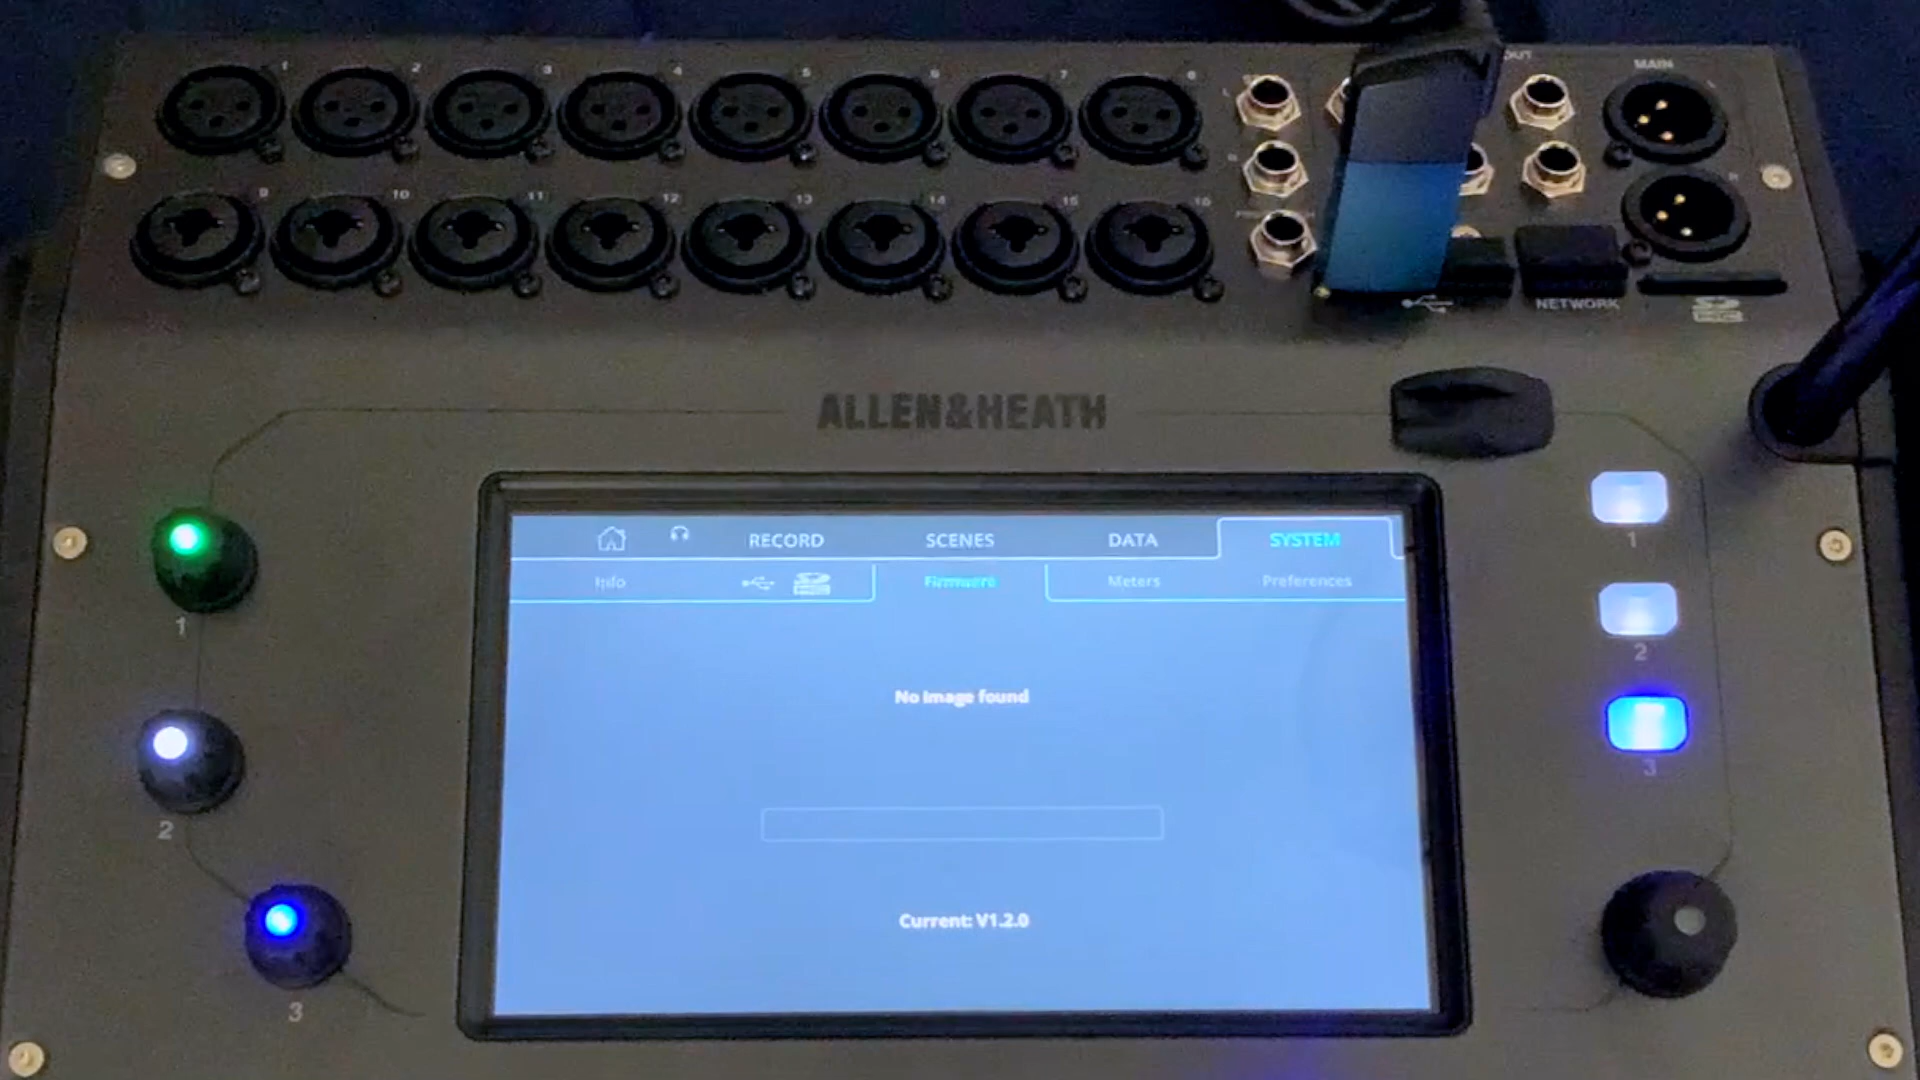 1 2 3 4 5 6 7 8
OUT
MAIN
9 10 11 12 13 14 15 16
NETWORK
ALLEN&HEATH
RECORD SCENES DATA SYSTEM
Info Firmware Meters Preferences
No image found
Current: V1.2.0
1
2
3
1
2
3